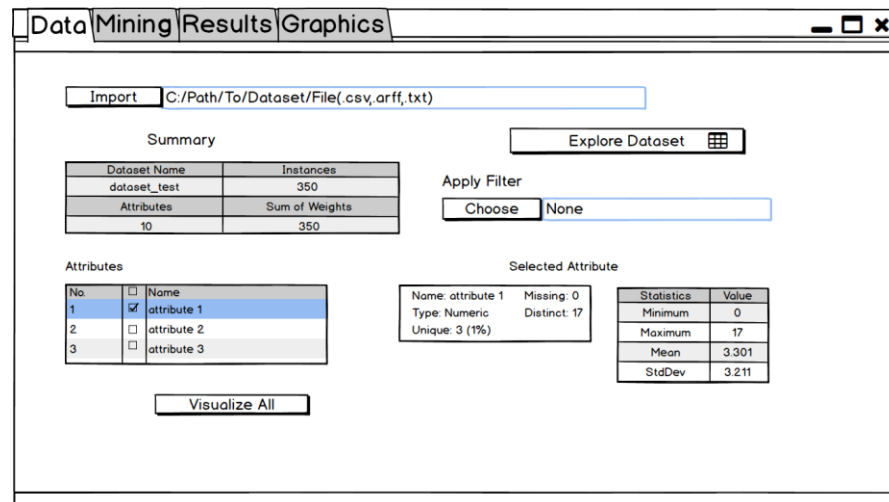 Data Mining Results Graphics
Import C:/Path/To/Dataset/File(.csv,.arff,.txt)
Summary
Explore Dataset
Dataset Name Instances
dataset_test 350
Attributes Sum of Weights
10 350
Apply Filter
Choose None
Attributes
No. Name
1 attribute 1
2 attribute 2
3 attribute 3
Visualize All
Selected Attribute
Name: attribute 1 Missing: 0
Type: Numeric Distinct: 17
Unique: 3 (1%)
Statistics Value
Minimum 0
Maximum 17
Mean 3.301
StdDev 3.211